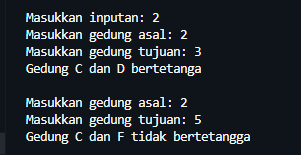 Masukkan inputan: 2
Masukkan gedung asal: 2
Masukkan gedung tujuan: 3
Gedung C dan D bertetanga
Masukkan gedung asal: 2
Masukkan gedung tujuan: 5
Gedung C dan F tidak bertetangga